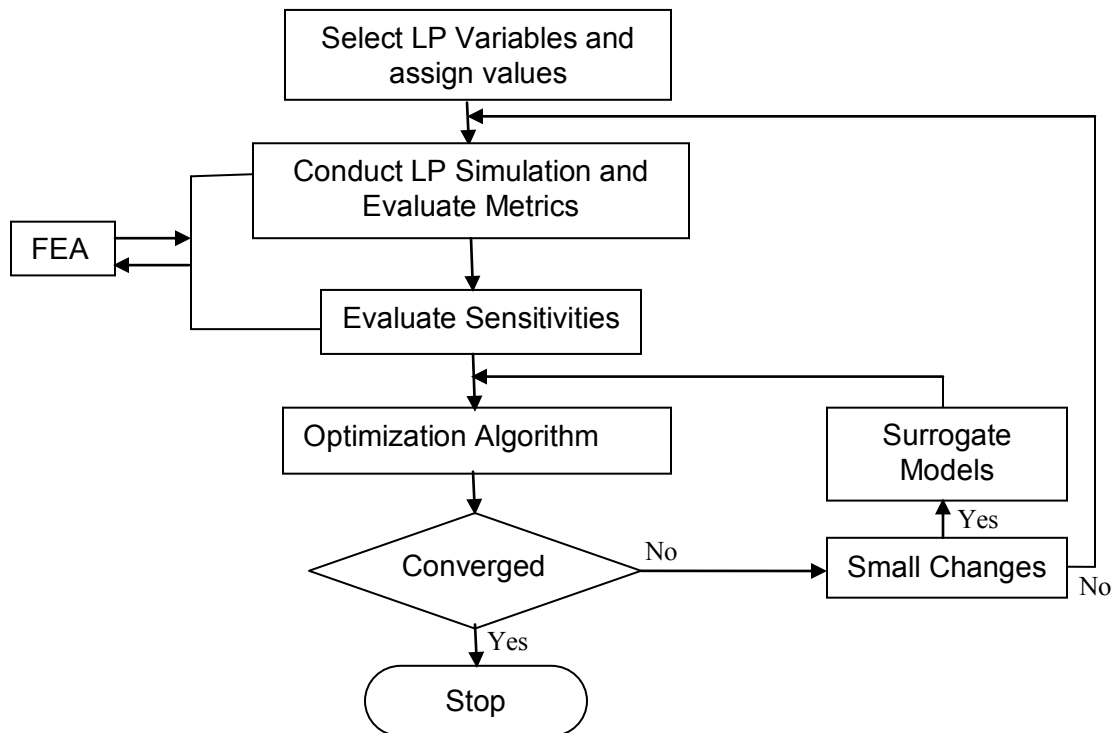 Select LP Variables and
assign values
Conduct LP Simulation and
Evaluate Metrics
FEA
Evaluate Sensitivities
Optimization Algorithm
Surrogate
Models
Yes
Converged
No
Small Changes
No
Yes
Stop